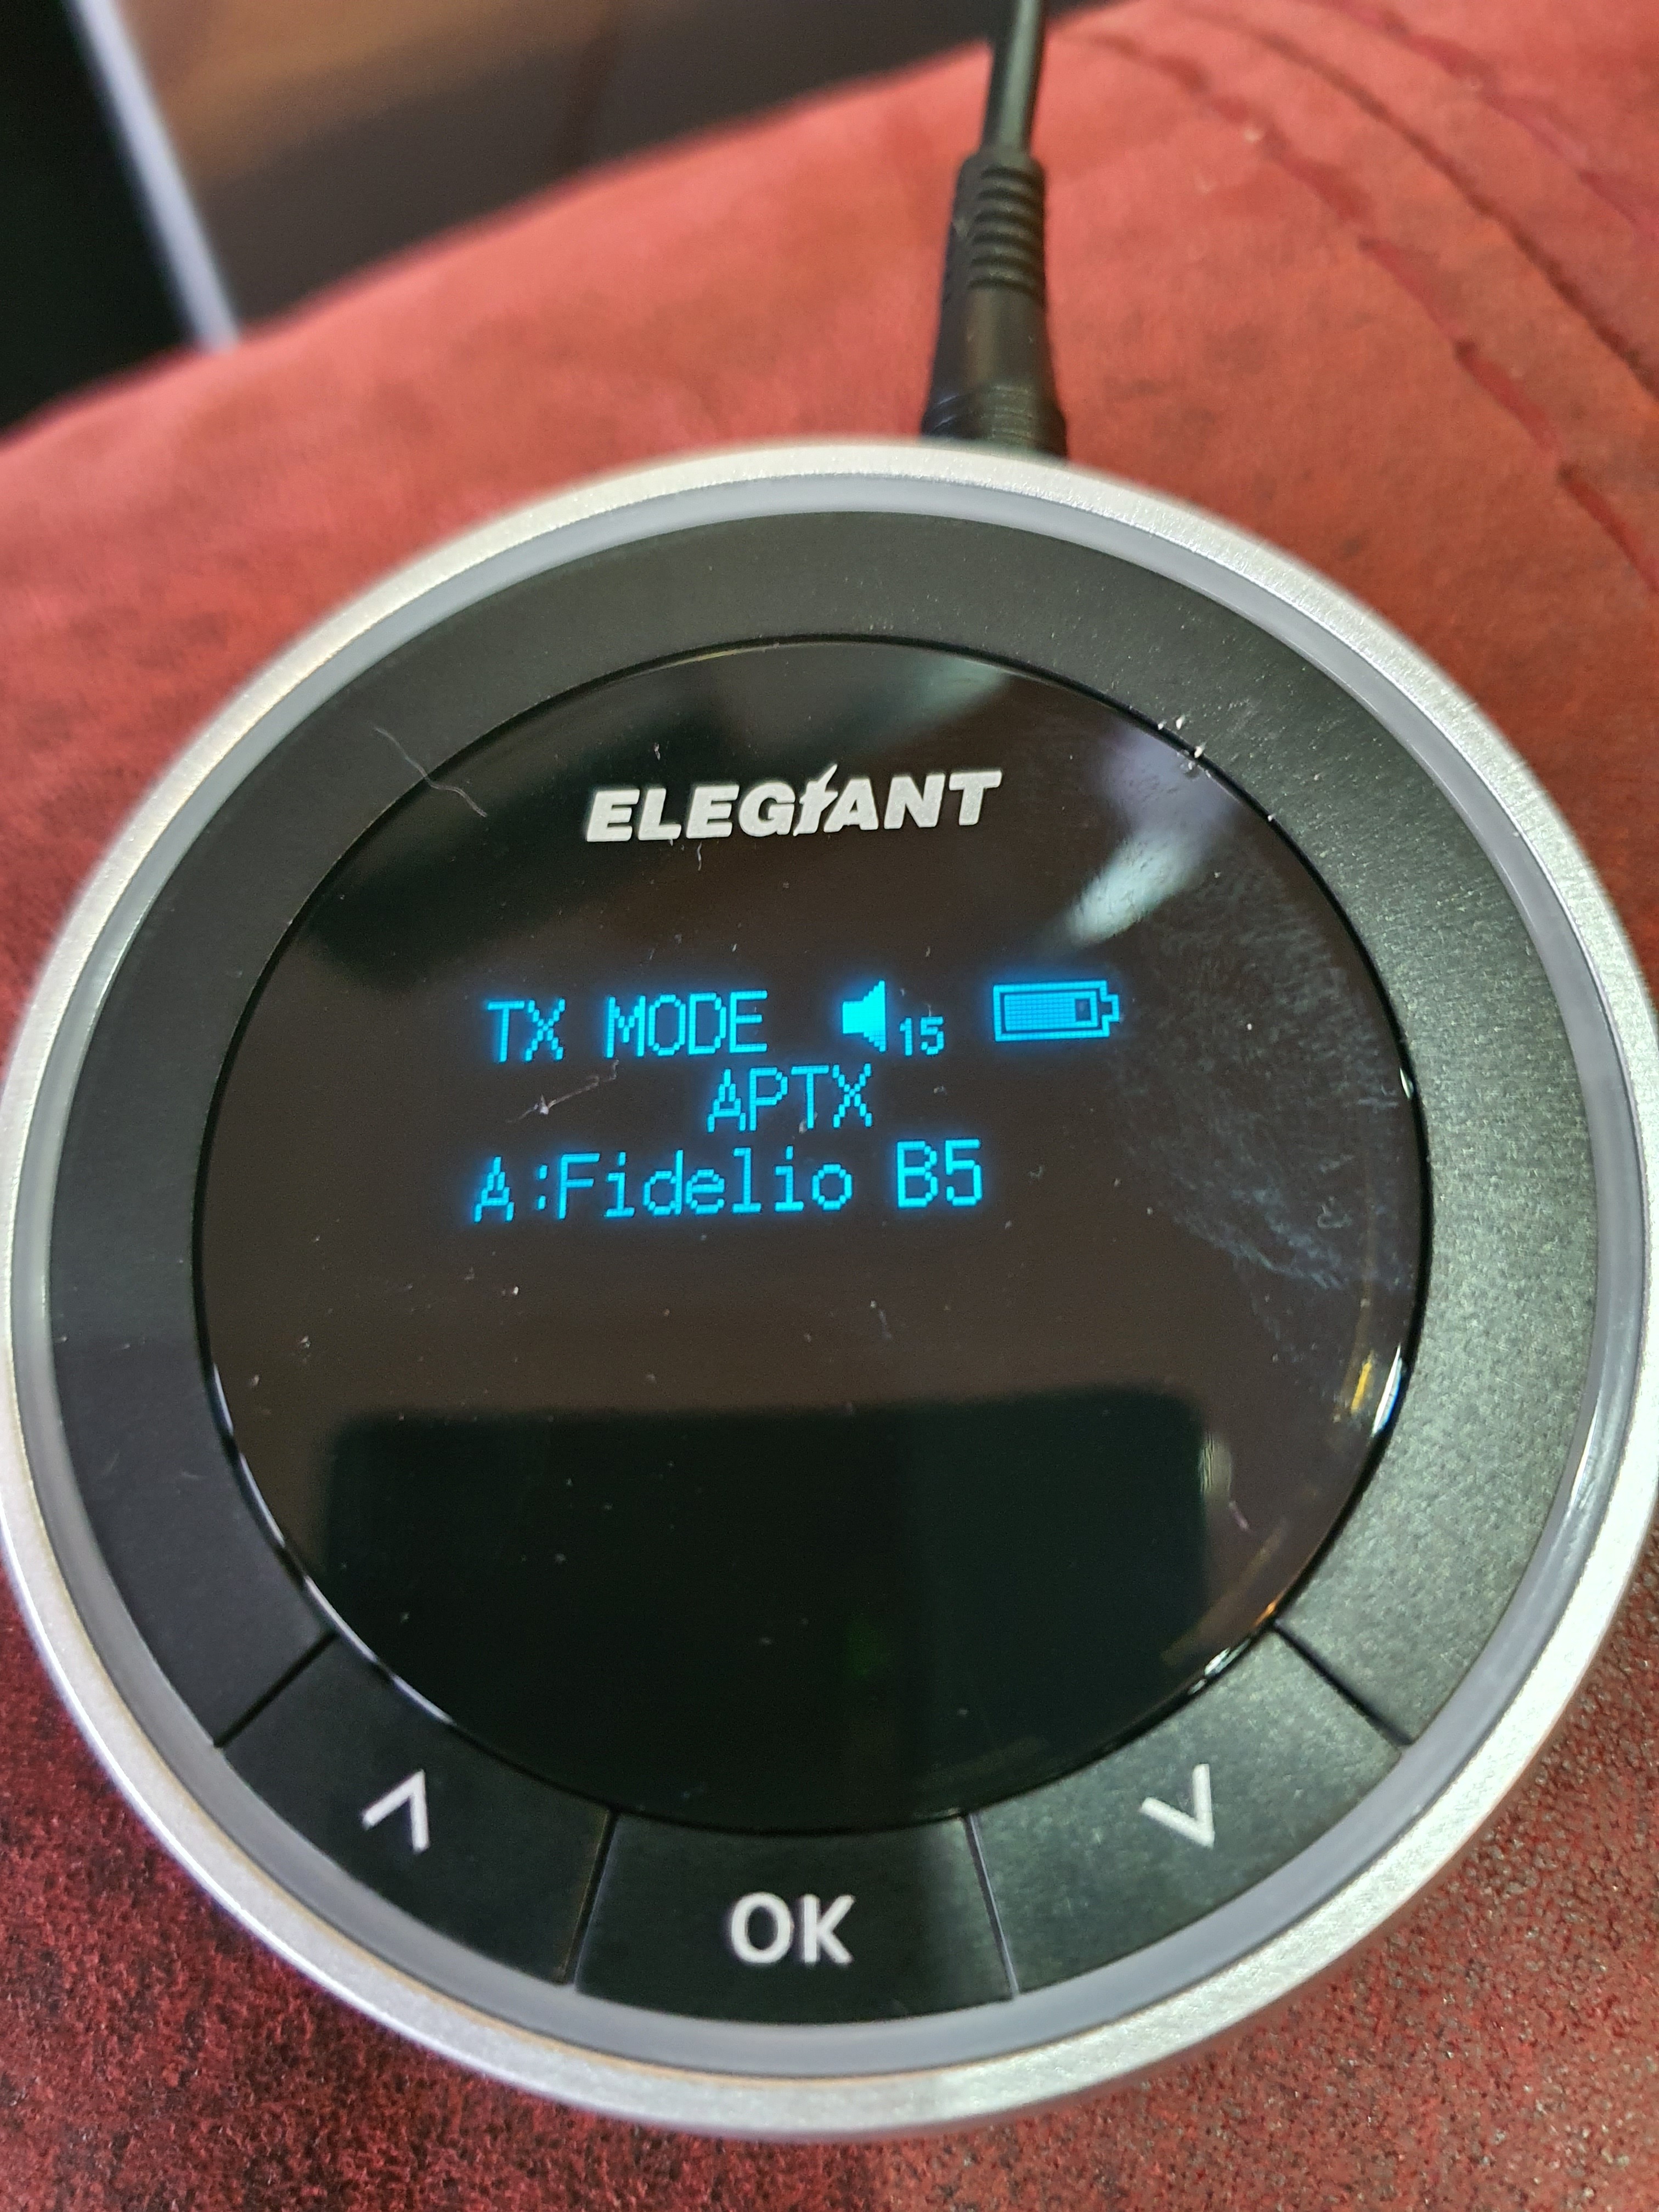 ELEGIANT
TX MODE 15
APTX
A:Fidelio B5
OK